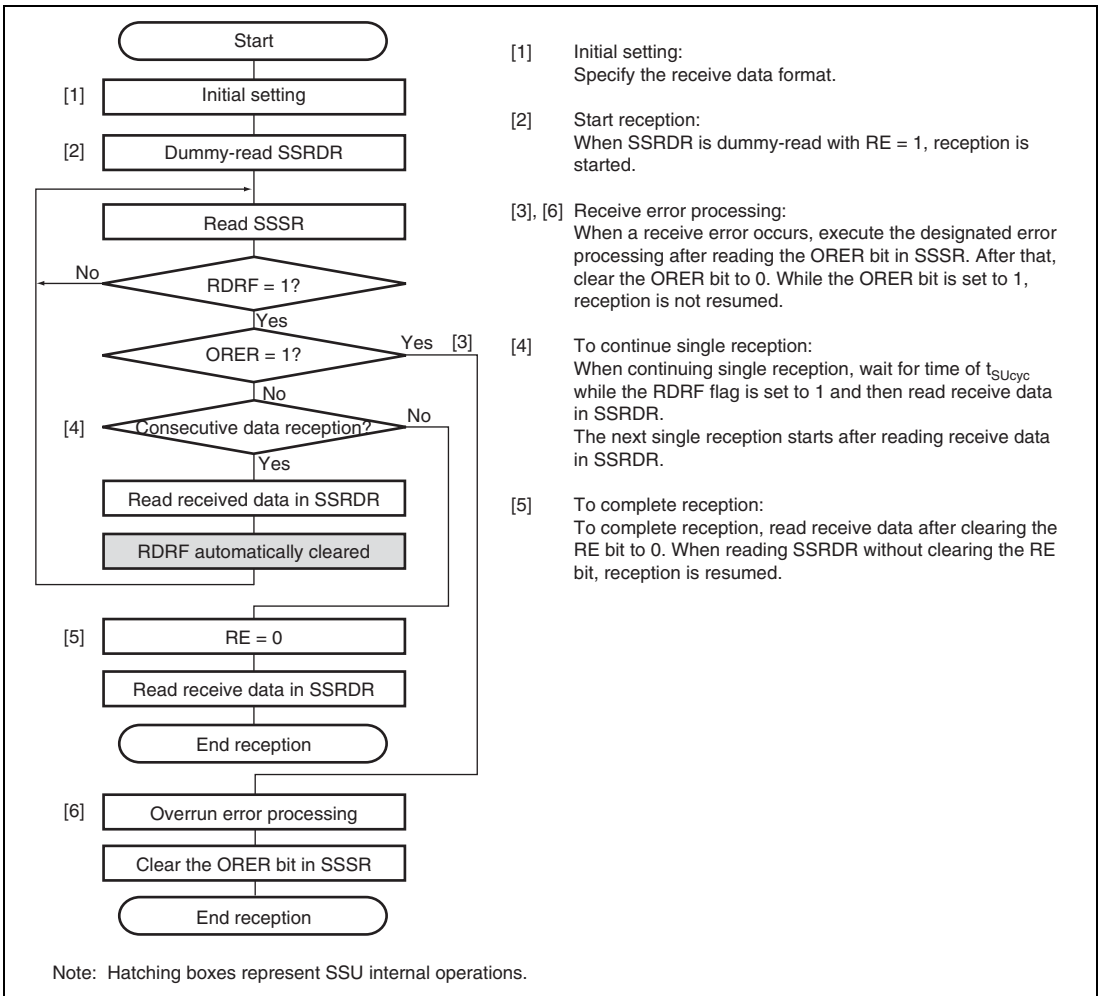 Start
[1] Initial setting
[2] Dummy-read SSRDR
Read SSSR
No
RDRF = 1?
Yes
ORER = 1?
Yes [3]
No
[4] Consecutive data reception?
No
Yes
Read received data in SSRDR
RDRF automatically cleared
[5] RE = 0
Read receive data in SSRDR
End reception
[6] Overrun error processing
Clear the ORER bit in SSSR
End reception
[1] Initial setting:
Specify the receive data format.
[2] Start reception:
When SSRDR is dummy-read with RE = 1, reception is
started.
[3], [6] Receive error processing:
When a receive error occurs, execute the designated error
processing after reading the ORER bit in SSSR. After that,
clear the ORER bit to 0. While the ORER bit is set to 1,
reception is not resumed.
[4] To continue single reception:
When continuing single reception, wait for time of tSUcyc
while the RDRF flag is set to 1 and then read receive data
in SSRDR.
The next single reception starts after reading receive data
in SSRDR.
[5] To complete reception:
To complete reception, read receive data after clearing the
RE bit to 0. When reading SSRDR without clearing the RE
bit, reception is resumed.
Note: Hatching boxes represent SSU internal operations.